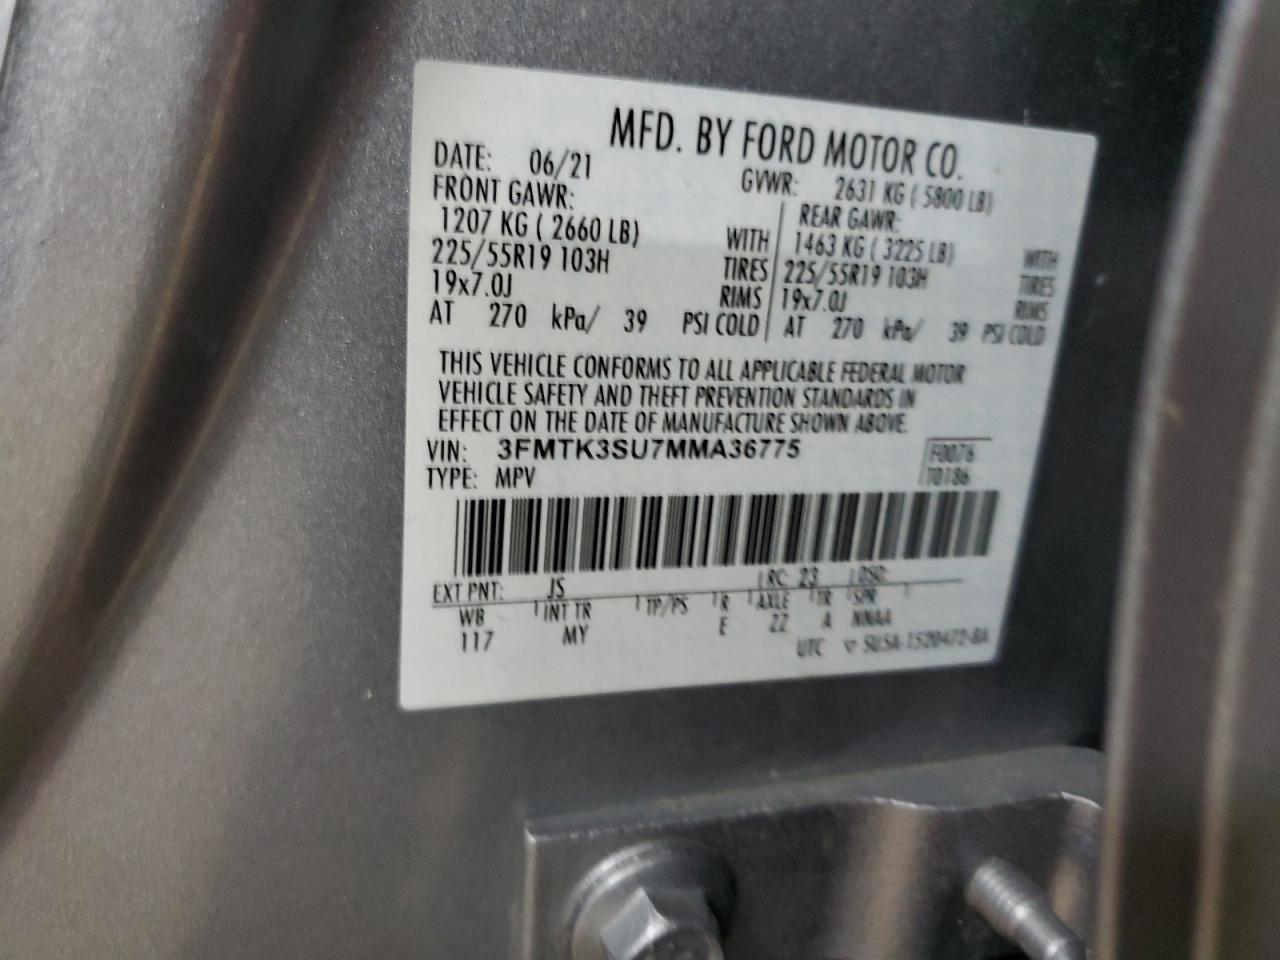 MFD. BY FORD MOTOR CO.
DATE: 06/21 GVWR: 2631 KG ( 5800 LB)
FRONT GAWR: REAR GAWR:
1207 KG ( 2660 LB) WITH 1463 KG ( 3225 LB) WITH
225/55R19 103H TIRES 225/55R19 103H TIRES
19x7.0J RIMS 19x7.0J RIMS
AT 270 kPa/ 39 PSI COLD AT 270 kPa/ 39 PSI COLD
THIS VEHICLE CONFORMS TO ALL APPLICABLE FEDERAL MOTOR
VEHICLE SAFETY AND THEFT PREVENTION STANDARDS IN
EFFECT ON THE DATE OF MANUFACTURE SHOWN ABOVE.
VIN: 3FMTK3SU7MMA36775 F0076
TYPE: MPV T0186
EXT PNT: JS RC 23 DSO:
WB INT TR TP/PS R AXLE TR SPR
117 MY E ZZ A NNAA
UTC ▽ SU5A-1520472-BA